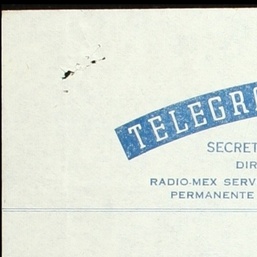 TELEGR
SECRET
DIR
RADIO-MEX SERV
PERMANENTE